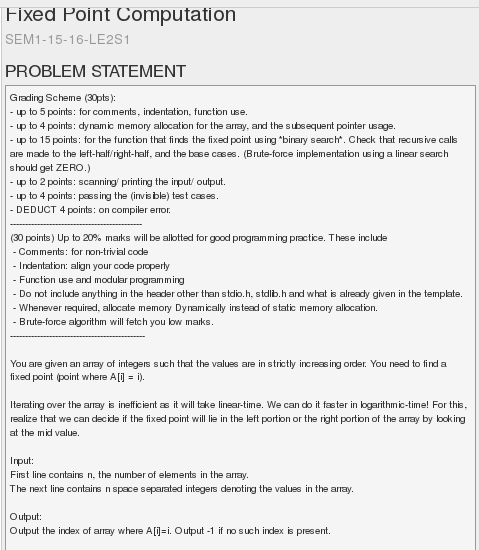 Fixed Point Computation
SEM1-15-16-LE2S1
PROBLEM STATEMENT
Grading Scheme (30pts):
- up to 5 points: for comments, indentation, function use.
- up to 4 points: dynamic memory allocation for the array, and the subsequent pointer usage.
- up to 15 points: for the function that finds the fixed point using *binary search*. Check that recursive calls
are made to the left-half/right-half, and the base cases. (Brute-force implementation using a linear search
should get ZERO.)
- up to 2 points: scanning/ printing the input/ output.
- up to 4 points: passing the (invisible) test cases.
- DEDUCT 4 points: on compiler error.
--------------------------------------------
(30 points) Up to 20% marks will be allotted for good programming practice. These include
- Comments: for non-trivial code
- Indentation: align your code properly
- Function use and modular programming
- Do not include anything in the header other than stdio.h, stdlib.h and what is already given in the template.
- Whenever required, allocate memory Dynamically instead of static memory allocation.
- Brute-force algorithm will fetch you low marks.
---------------------------------------------
You are given an array of integers such that the values are in strictly increasing order. You need to find a
fixed point (point where A[i] = i).
Iterating over the array is inefficient as it will take linear-time. We can do it faster in logarithmic-time! For this,
realize that we can decide if the fixed point will lie in the left portion or the right portion of the array by looking
at the mid value.
Input:
First line contains n, the number of elements in the array.
The next line contains n space separated integers denoting the values in the array.
Output:
Output the index of array where A[i]=i. Output -1 if no such index is present.